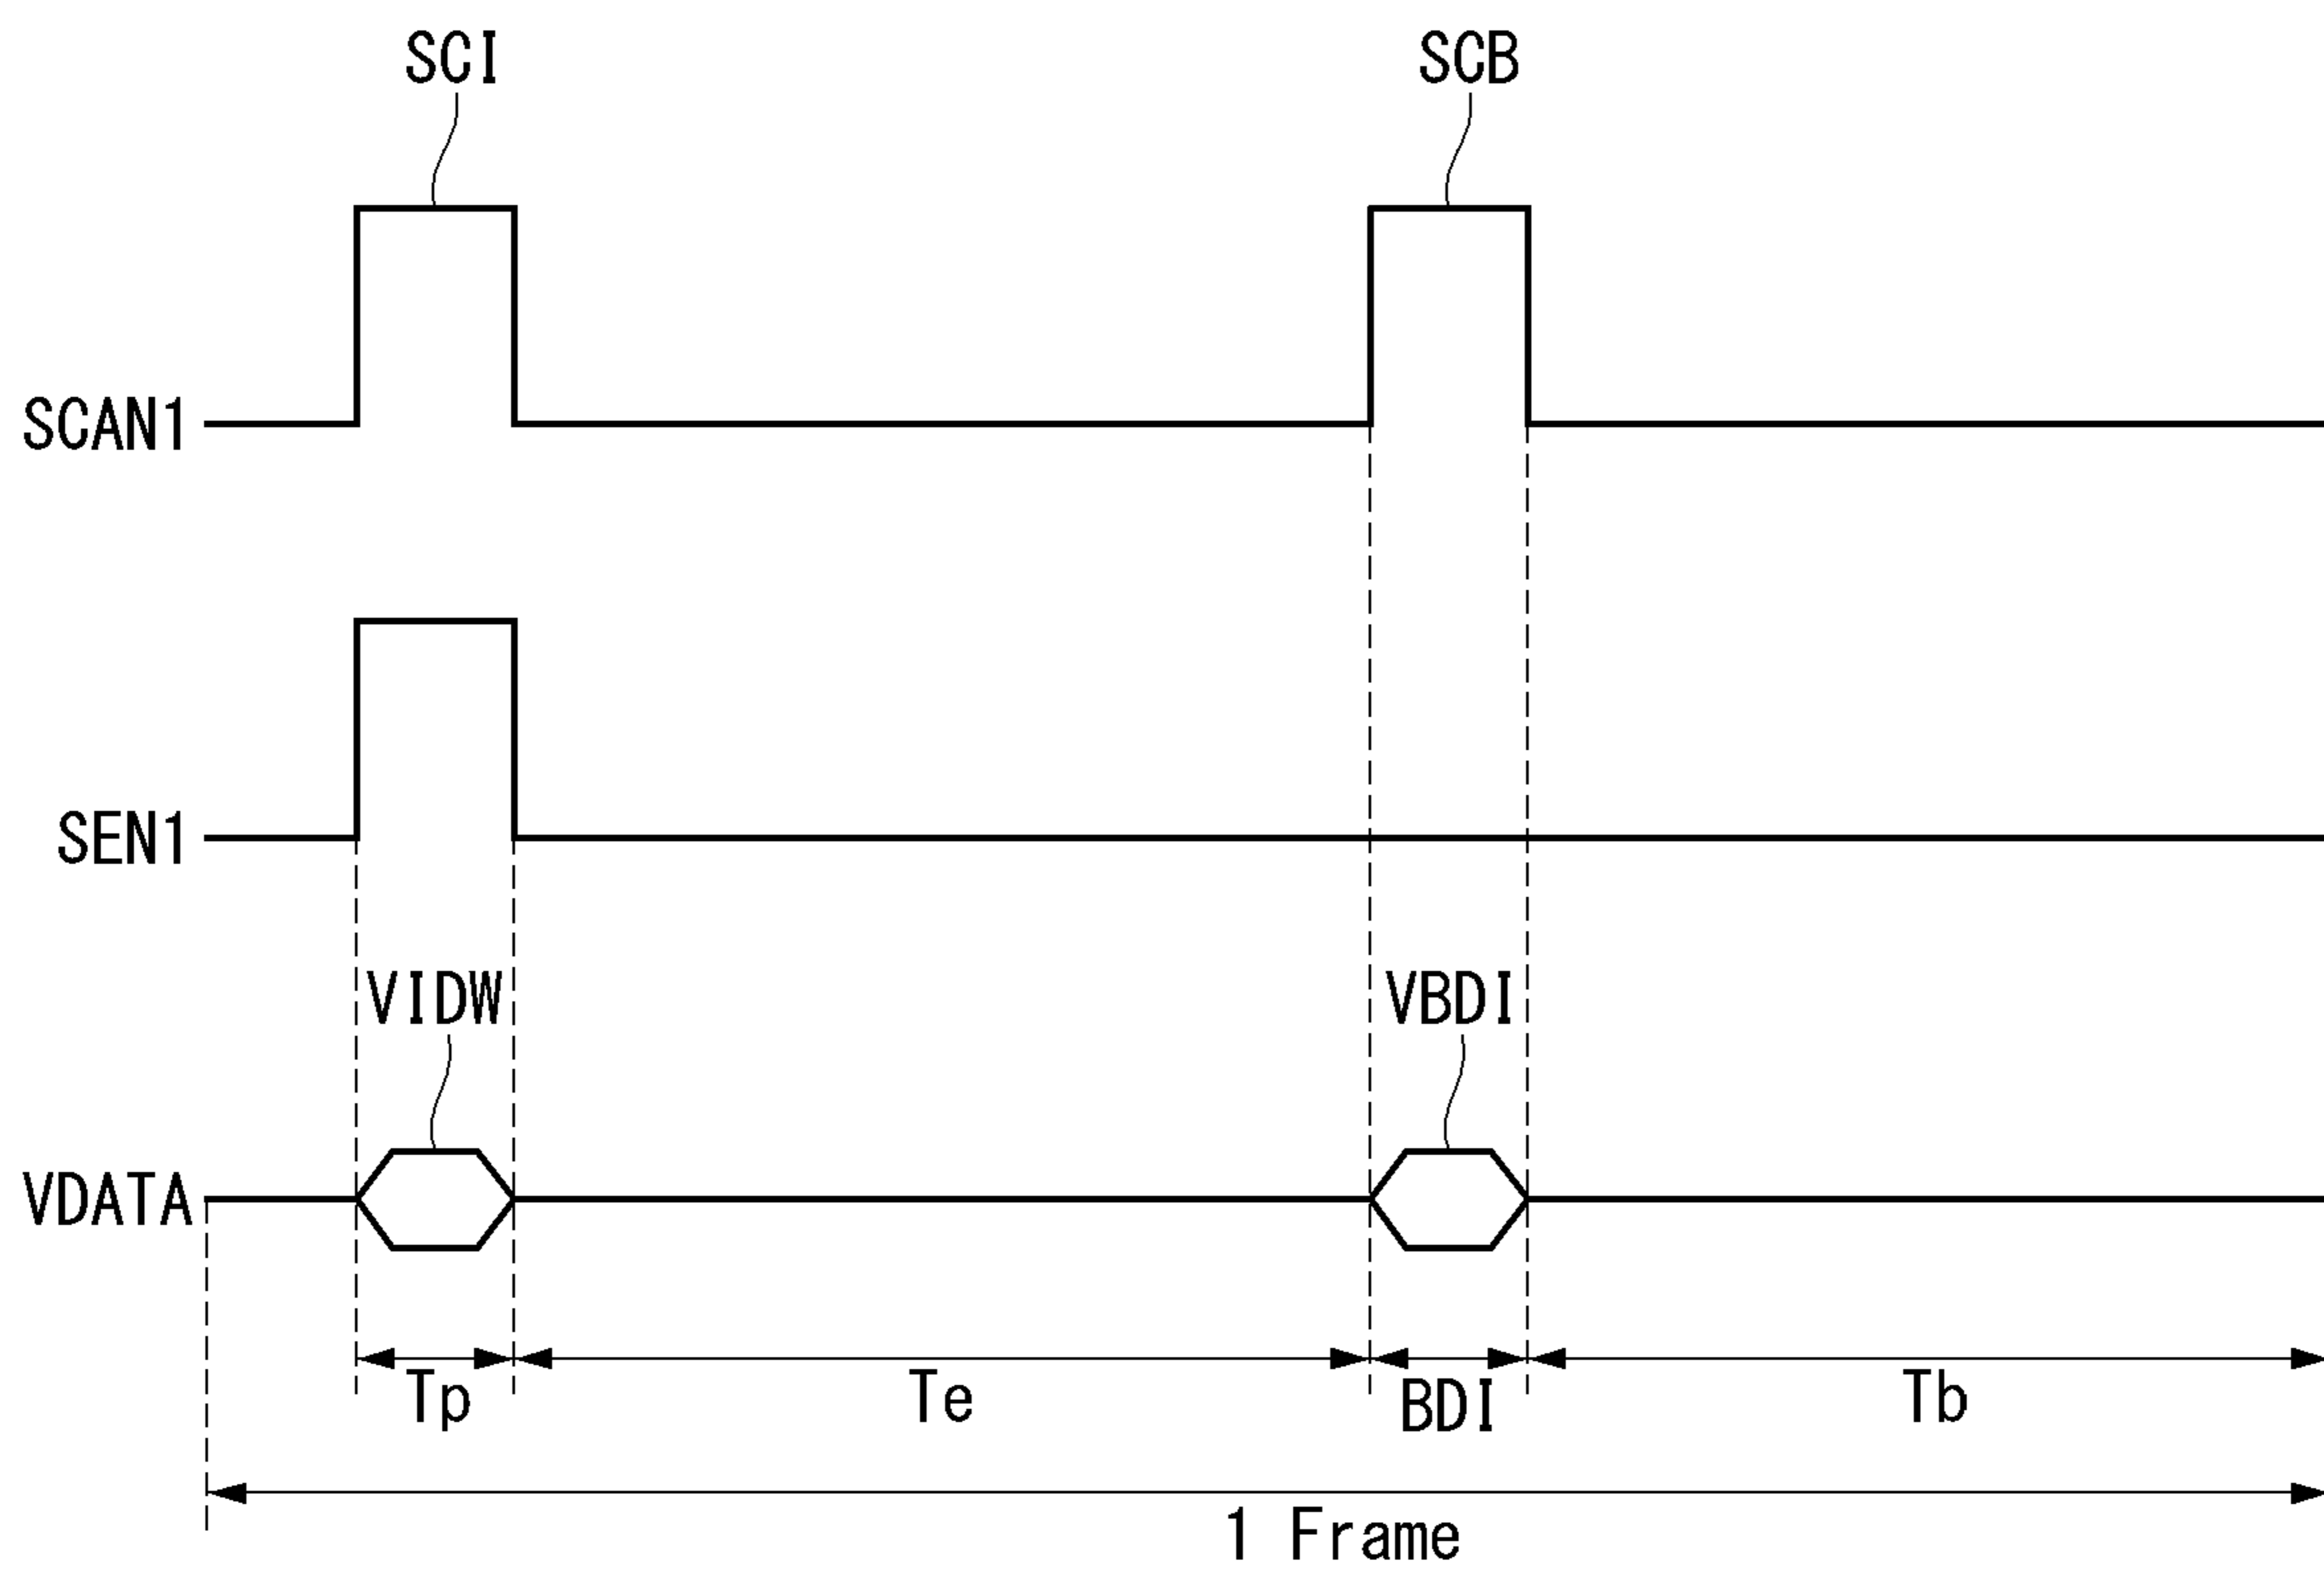 SCI
SCB
SCAN1
SEN1
VIDW
VBDI
VDATA
Tp
Te
BDI
Tb
1 Frame